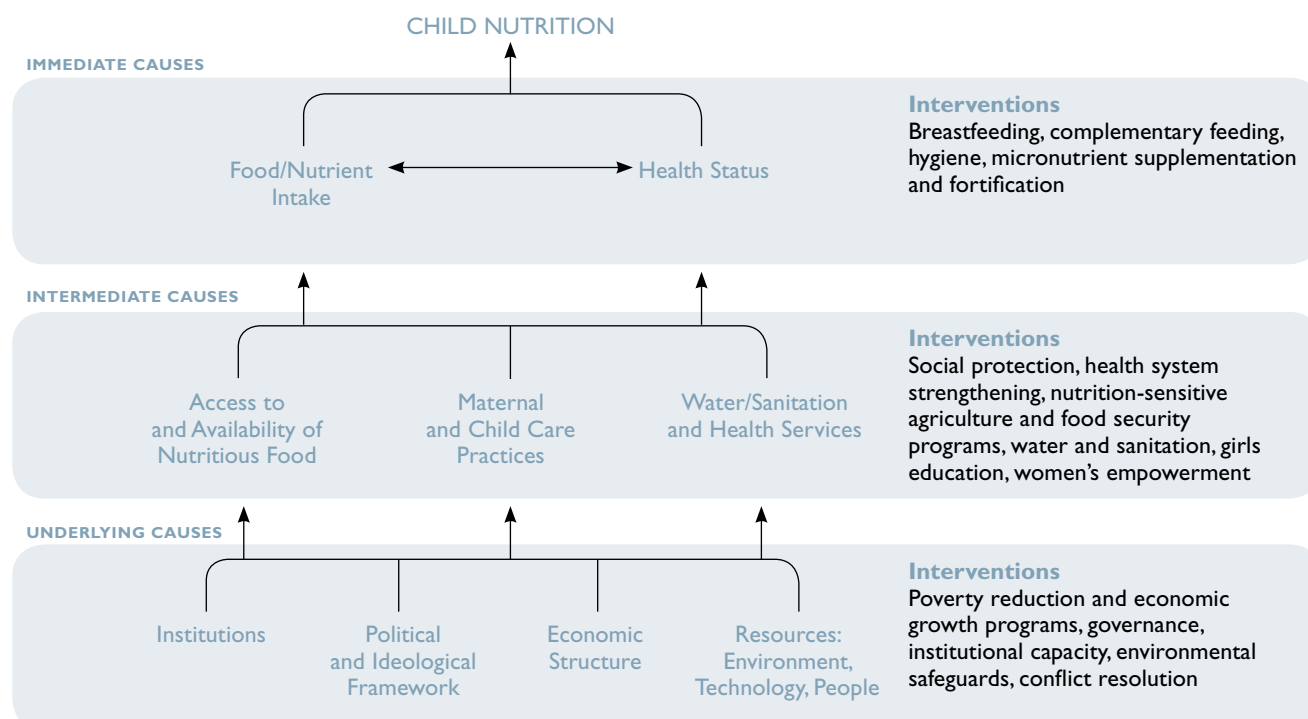 CHILD NUTRITION
IMMEDIATE CAUSES
Food/Nutrient
Intake
Health Status
Interventions
Breastfeeding, complementary feeding,
hygiene, micronutrient supplementation
and fortification
INTERMEDIATE CAUSES
Access to
and Availability of
Nutritious Food
Maternal
and Child Care
Practices
Water/Sanitation
and Health Services
Interventions
Social protection, health system
strengthening, nutrition-sensitive
agriculture and food security
programs, water and sanitation, girls
education, women’s empowerment
UNDERLYING CAUSES
Institutions
Political
and Ideological
Framework
Economic
Structure
Resources:
Environment,
Technology, People
Interventions
Poverty reduction and economic
growth programs, governance,
institutional capacity, environmental
safeguards, conflict resolution